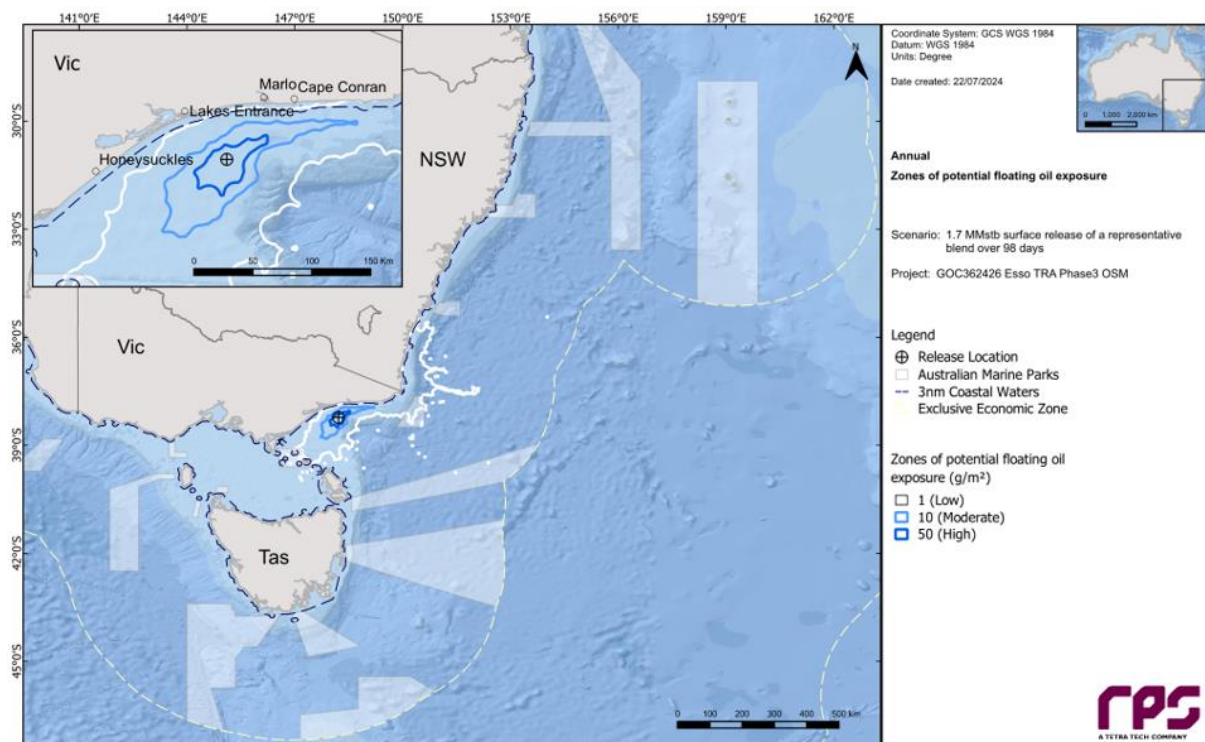 141°0'E
144°0'E
147°0'E
150°0'E
153°0'E
156°0'E
159°0'E
162°0'E
30°0'S
33°0'S
36°0'S
39°0'S
42°0'S
45°0'S
Vic
Marlo
Cape Conran
Lakes Entrance
Honeysuckles
0 50 100 150 Km
NSW
Vic
Tas
N
0 100 200 300 400 500 km
Coordinate System: GCS WGS 1984
Datum: WGS 1984
Units: Degree
Date created: 22/07/2024
0 1,000 2,000 km
Annual
Zones of potential floating oil exposure
Scenario: 1.7 MMstb surface release of a representative
blend over 98 days
Project: GOC362426 Esso TRA Phase3 OSM
Legend
Release Location
Australian Marine Parks
3nm Coastal Waters
Exclusive Economic Zone
Zones of potential floating oil
exposure (g/m²)
1 (Low)
10 (Moderate)
50 (High)
rps
A TETRA TECH COMPANY